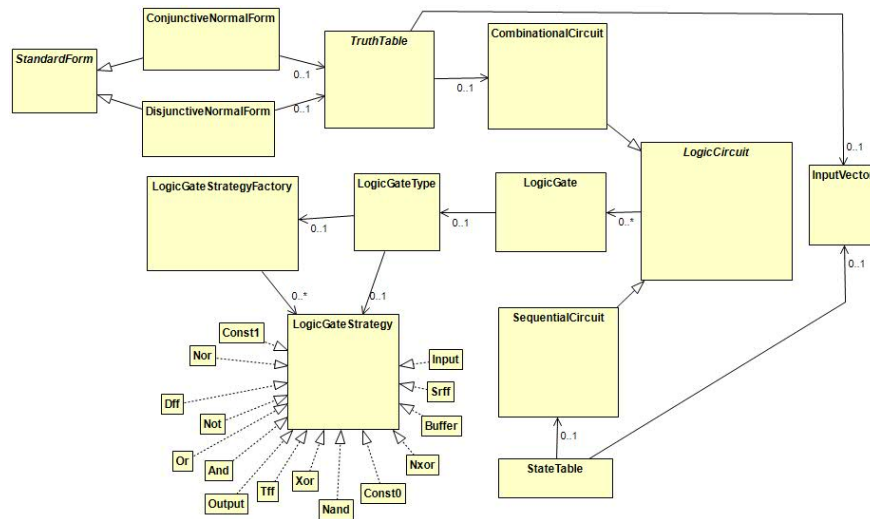 ConjunctiveNormalForm
TruthTable
CombinationalCircuit
StandardForm
0..1
0..1
0..1
DisjunctiveNormalForm
LogicCircuit
0..1
InputVector
LogicGateStrategyFactory
LogicGateType
LogicGate
0..1
0..1
0..*
0..1
0..*
0..1
LogicGateStrategy
SequentialCircuit
Const1
Nor
Input
Srff
Dff
Not
Buffer
Or
And
Nxor
Output
Tff
Xor
Nand
Const0
0..1
StateTable